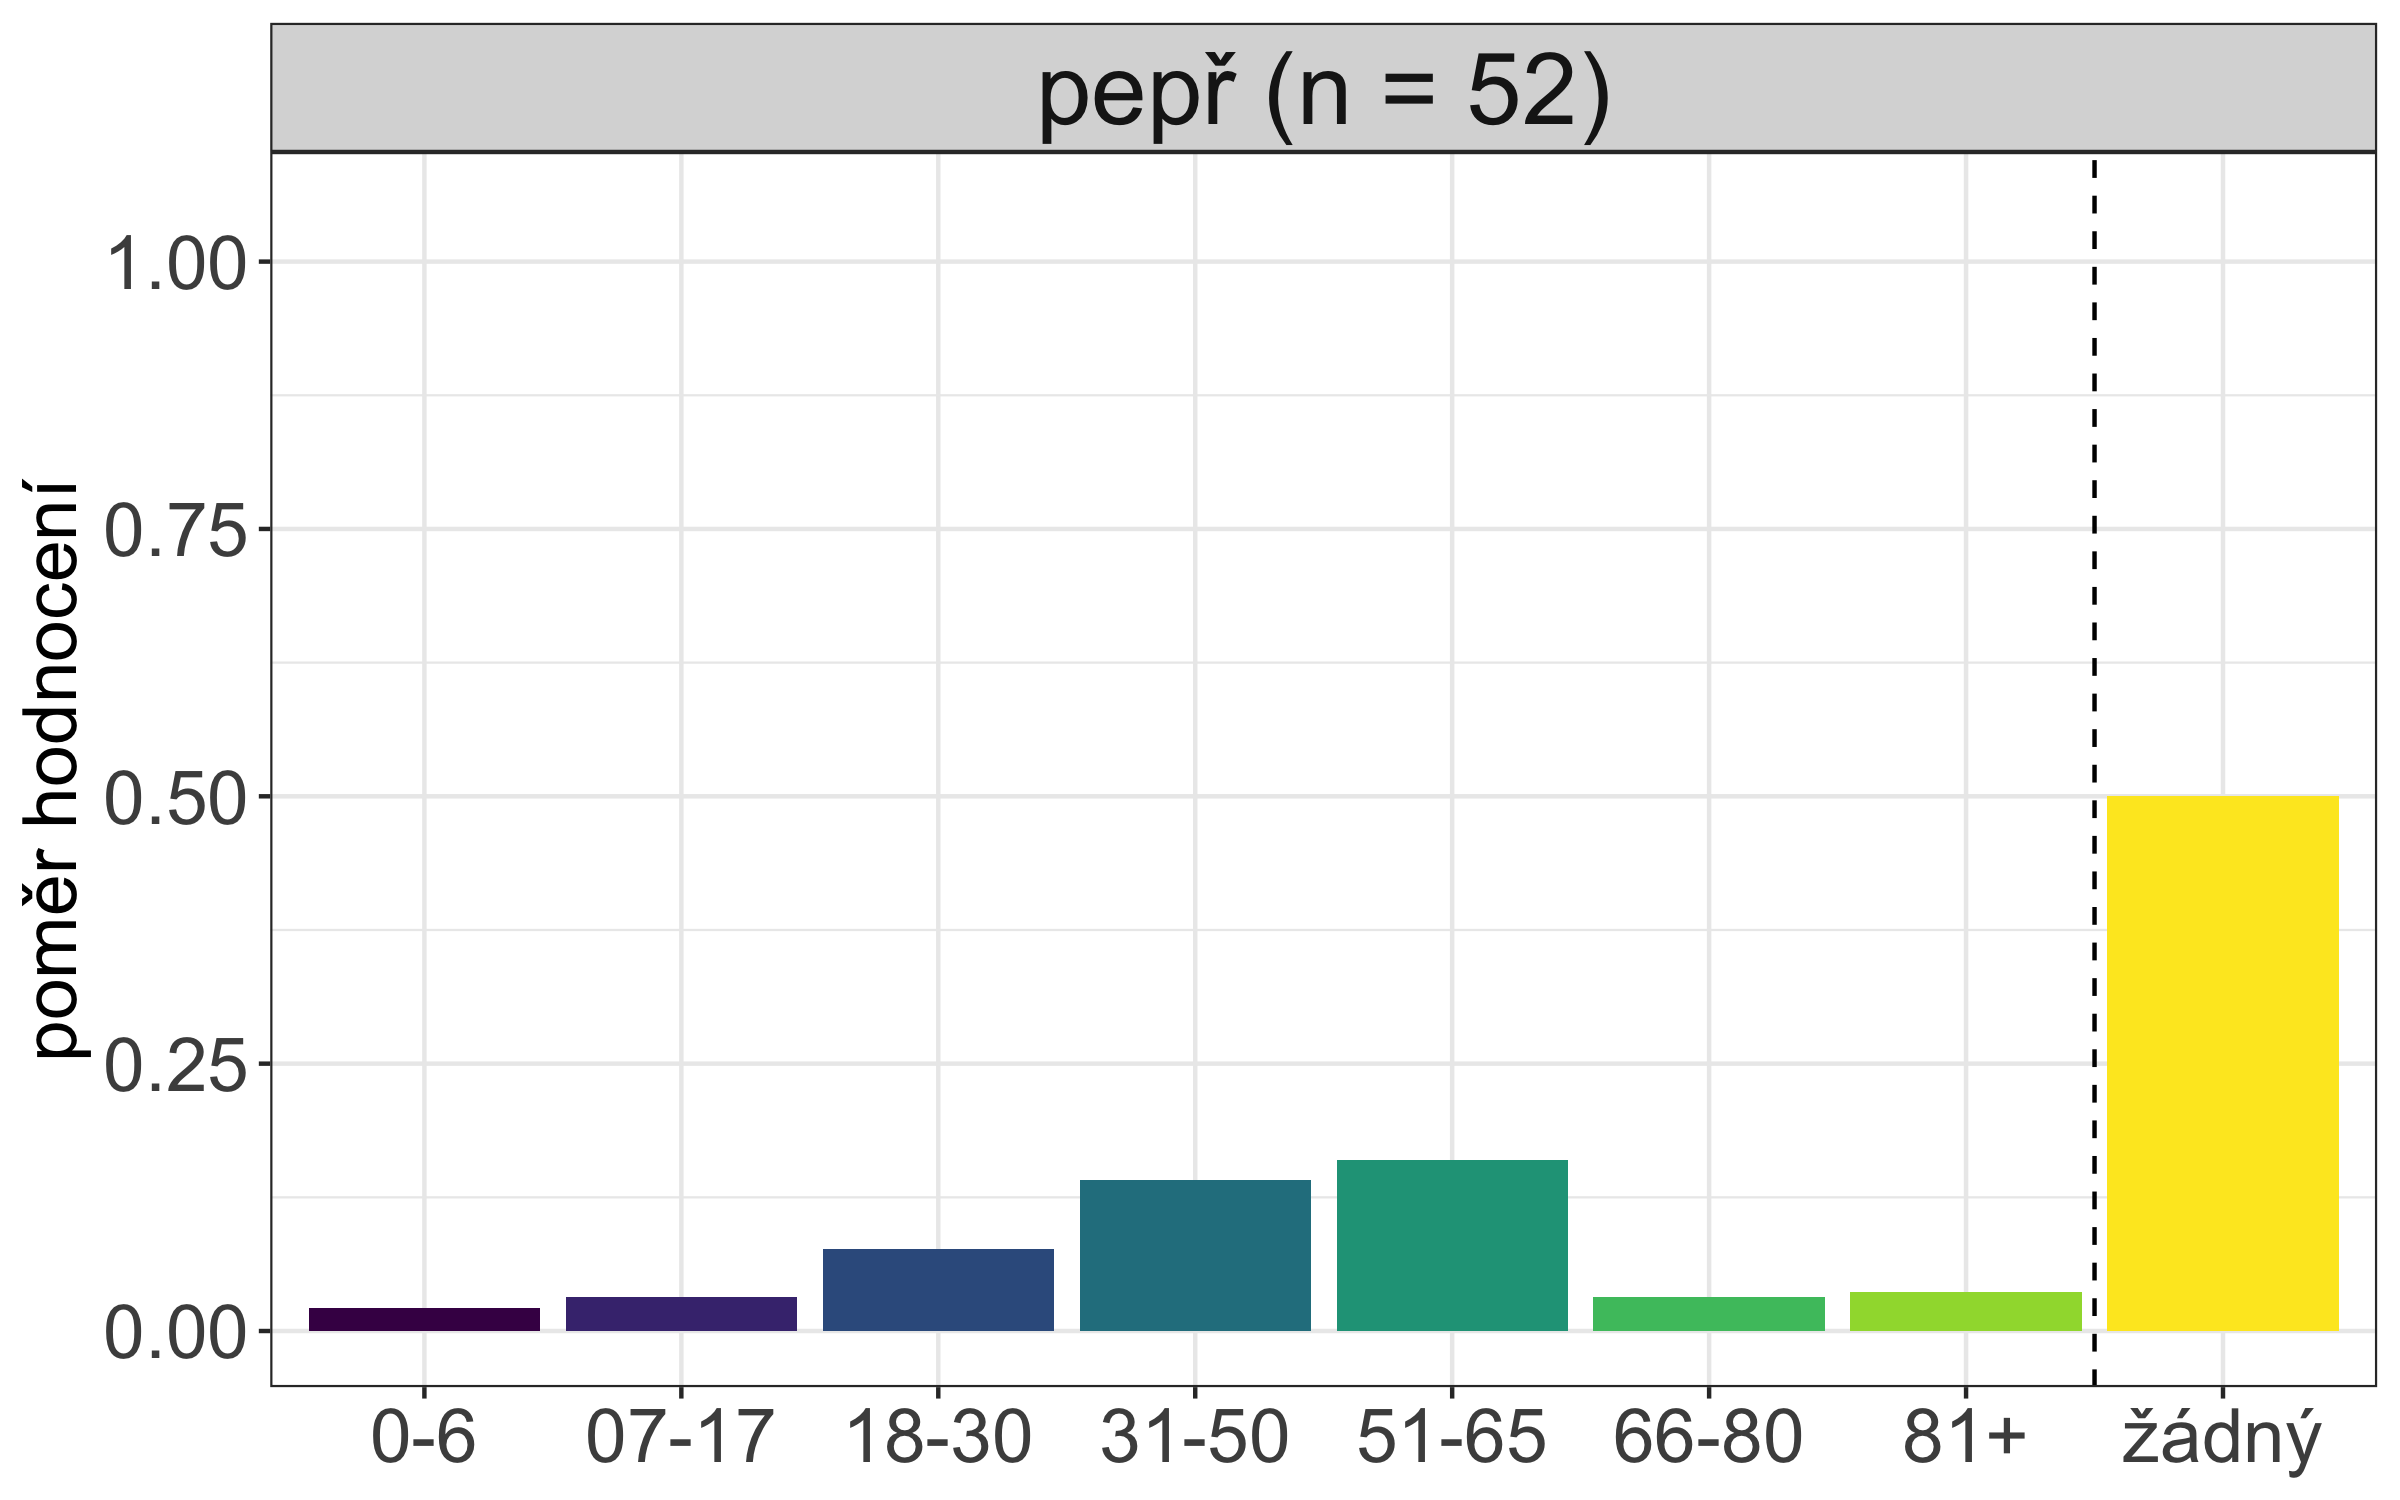 pepř (n = 52)
poměr hodnocení
1.00
0.75
0.50
0.25
0.00
0-6 07-17 18-30 31-50 51-65 66-80 81+ žádný